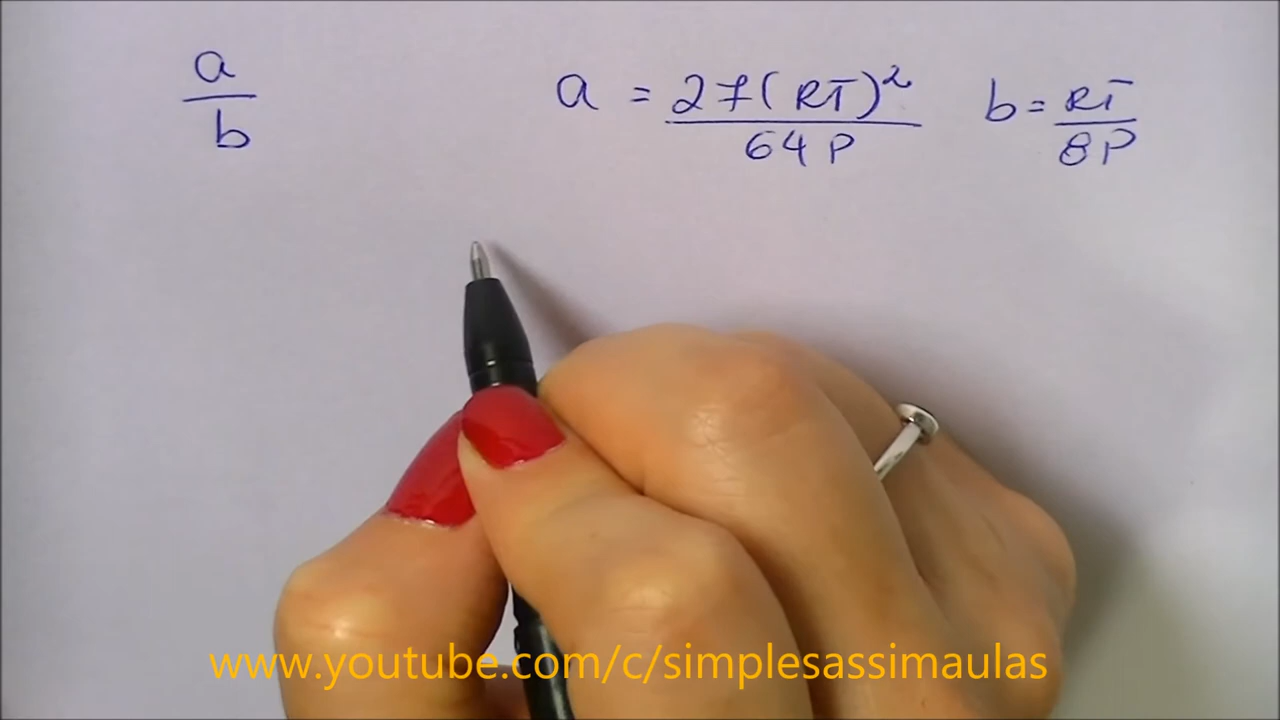 a/b   a = 27(RT)²/64P   b = RT/8P
www.youtube.com/c/simplesassimaulas